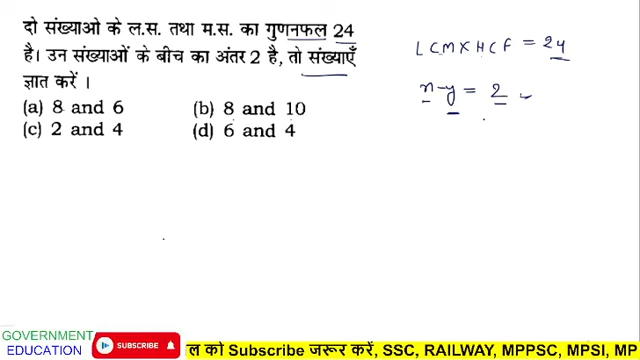 दो संख्याओ के ल.स. तथा म.स. का गुणनफल 24
है। उन संख्याओं के बीच का अंतर 2 है, तो संख्याएँ
ज्ञात करें ।
(a) 8 and 6 (b) 8 and 10
(c) 2 and 4 (d) 6 and 4
LCM X HCF = 24
x-y = 2
GOVERNMENT
EDUCATION
SUBSCRIBE
ल को Subscribe जरूर करें, SSC, RAILWAY, MPPSC, MPSI, MP